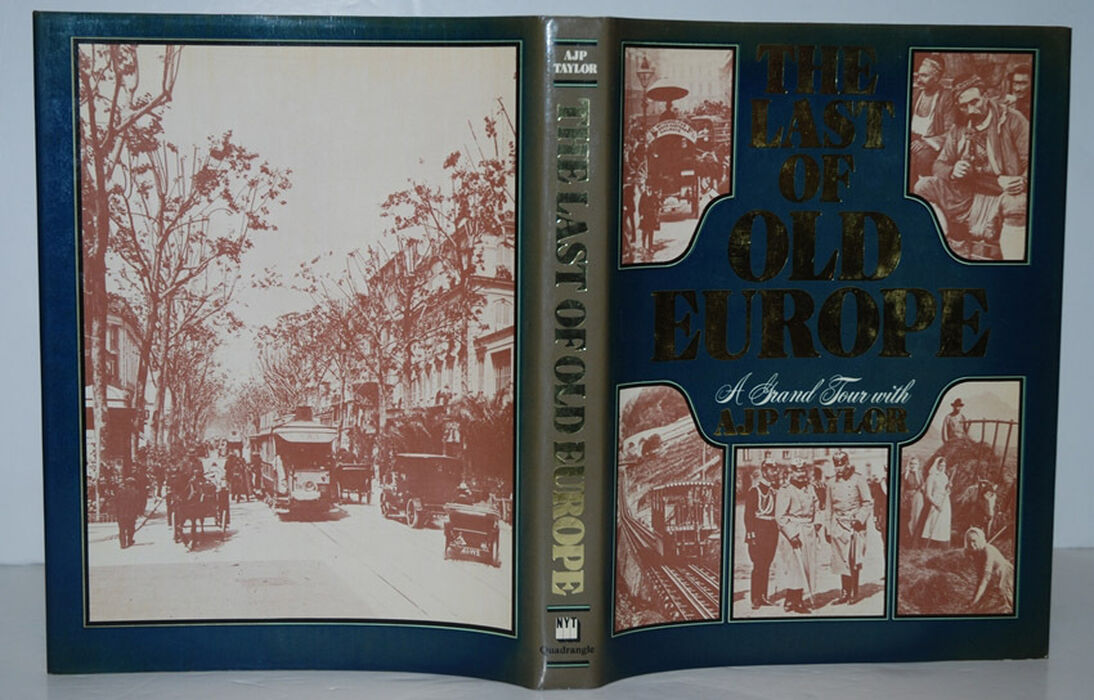 AJP
TAYLOR
THE LAST OF OLD EUROPE
NYT
Quadrangle
THE
LAST
OF
OLD
EUROPE
A Grand Tour with
AJP TAYLOR